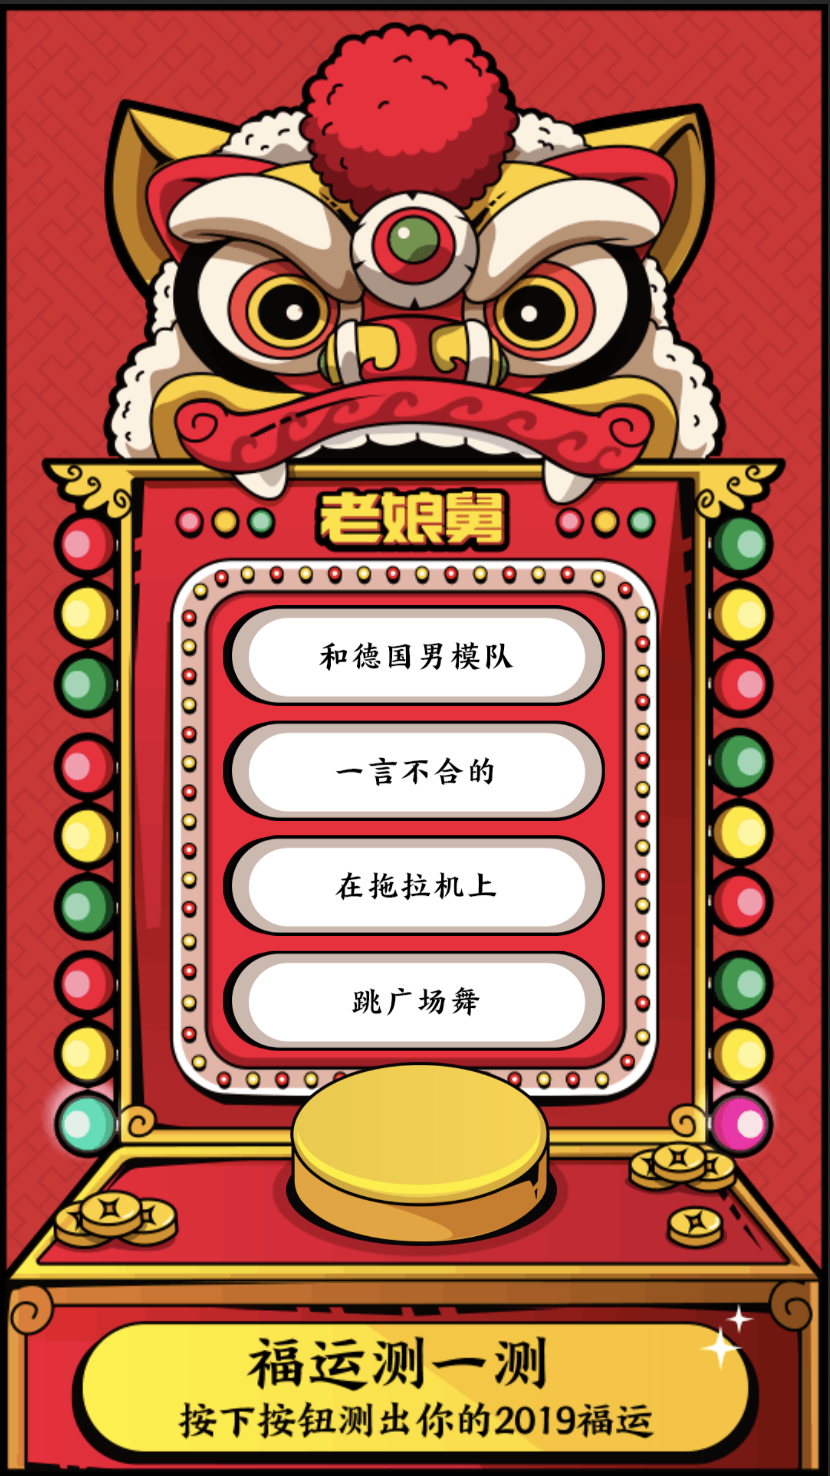 老娘舅
和德国男模队
一言不合的
在拖拉机上
跳广场舞
福运测一测
按下按钮测出你的2019福运